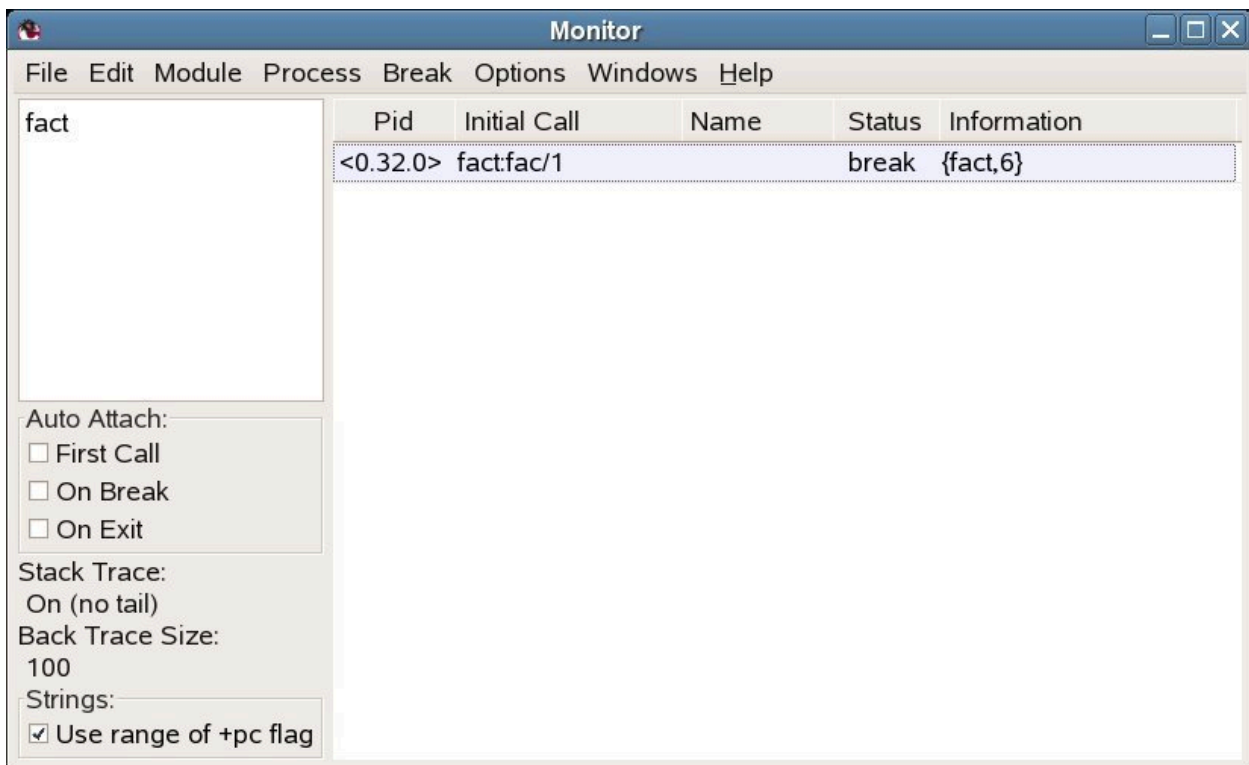 Monitor
File Edit Module Process Break Options Windows Help
fact
Pid Initial Call Name Status Information
<0.32.0> fact:fac/1 break {fact,6}
Auto Attach:
First Call
On Break
On Exit
Stack Trace:
On (no tail)
Back Trace Size:
100
Strings:
Use range of +pc flag